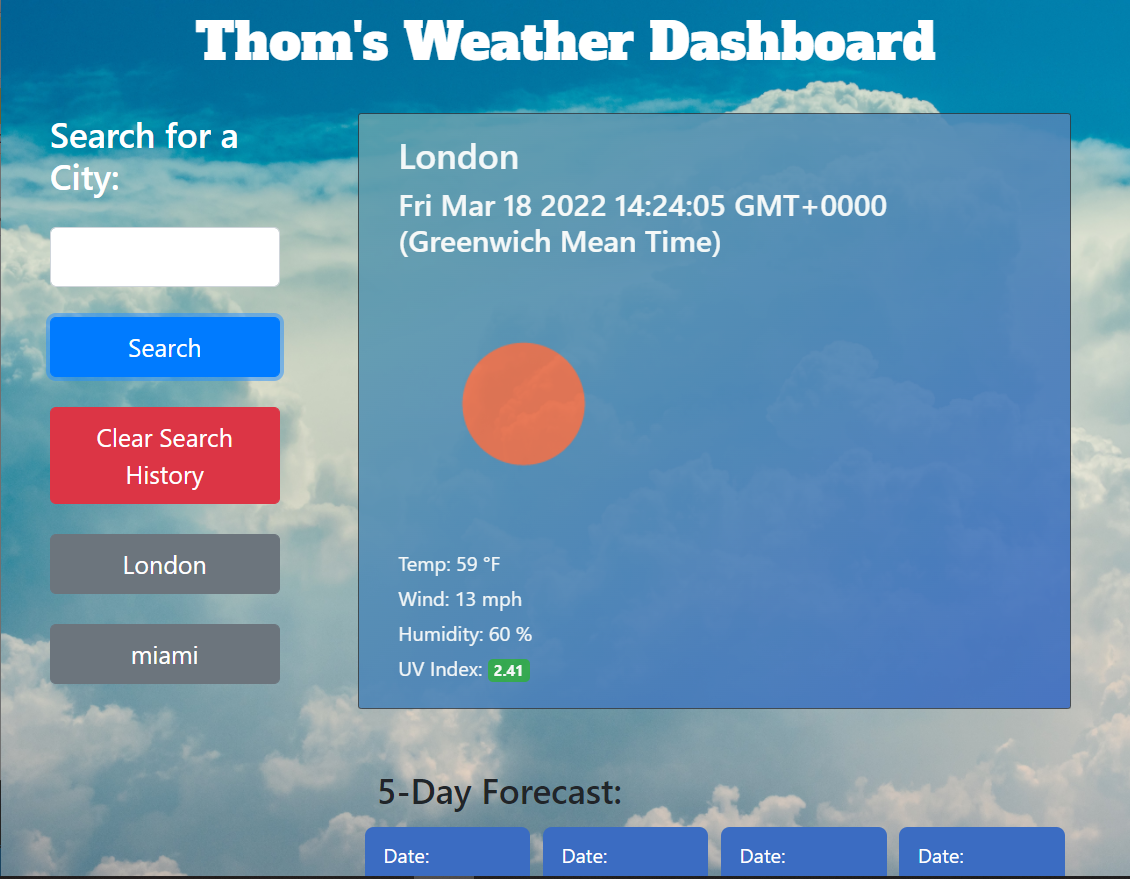 Thom's Weather Dashboard
Search for a
City:
Search
Clear Search
History
London
miami
London
Fri Mar 18 2022 14:24:05 GMT+0000
(Greenwich Mean Time)
Temp: 59 °F
Wind: 13 mph
Humidity: 60 %
UV Index: 2.41
5-Day Forecast:
Date: Date: Date: Date: